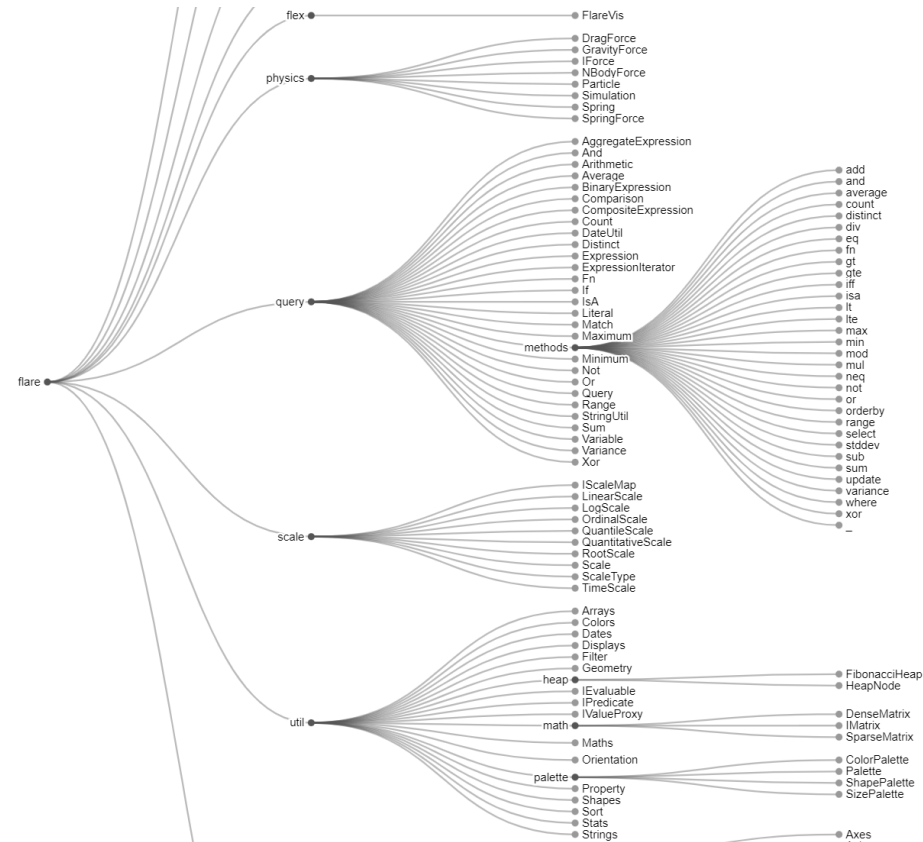 flex
FlareVis
DragForce
GravityForce
IForce
NBodyForce
physics
Particle
Simulation
Spring
SpringForce
AggregateExpression
And
Arithmetic
Average
BinaryExpression
Comparison
CompositeExpression
Count
DateUtil
Distinct
Expression
ExpressionIterator
Fn
If
query
IsA
Literal
Match
Maximum
methods
Minimum
Not
Or
Query
Range
StringUtil
Sum
Variable
Variance
Xor
add
and
average
count
distinct
div
eq
fn
gt
gte
iff
isa
lt
lte
max
min
mod
mul
neq
not
or
orderby
range
select
stddev
sub
sum
update
variance
where
xor
_
flare
IScaleMap
LinearScale
LogScale
OrdinalScale
QuantileScale
scale
QuantitativeScale
RootScale
Scale
ScaleType
TimeScale
Arrays
Colors
Dates
Displays
Filter
Geometry
heap
FibonacciHeap
HeapNode
IEvaluable
IPredicate
IValueProxy
util
math
DenseMatrix
IMatrix
SparseMatrix
Maths
Orientation
palette
ColorPalette
Palette
ShapePalette
SizePalette
Property
Shapes
Sort
Stats
Strings
Axes